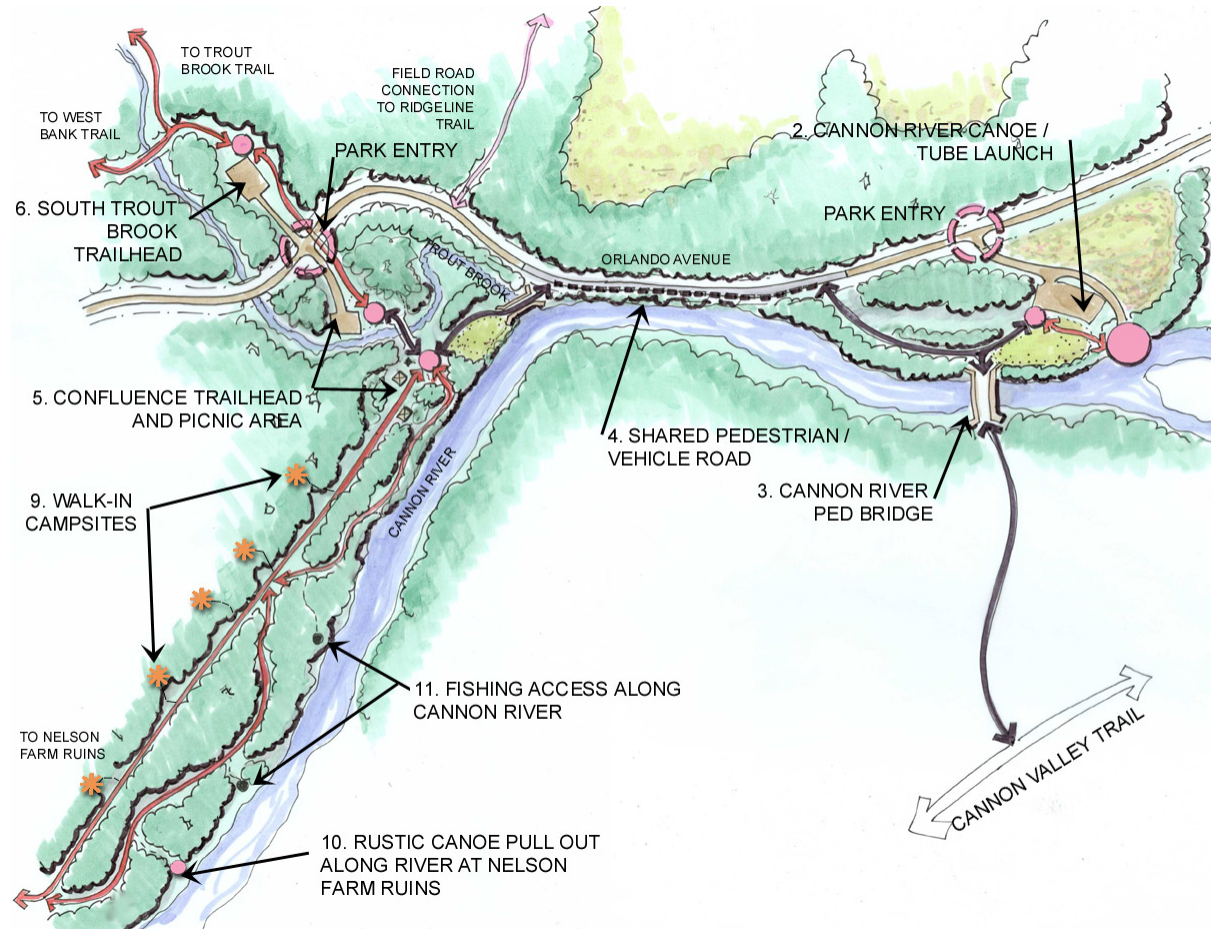 TO TROUT
BROOK TRAIL
FIELD ROAD
CONNECTION
TO RIDGELINE
TRAIL
TO WEST
BANK TRAIL
PARK ENTRY
2. CANNON RIVER CANOE /
TUBE LAUNCH
6. SOUTH TROUT
BROOK
TRAILHEAD
PARK ENTRY
TROUT BROOK
ORLANDO AVENUE
5. CONFLUENCE TRAILHEAD
AND PICNIC AREA
4. SHARED PEDESTRIAN /
VEHICLE ROAD
3. CANNON RIVER
PED BRIDGE
CANNON RIVER
9. WALK-IN
CAMPSITES
11. FISHING ACCESS ALONG
CANNON RIVER
TO NELSON
FARM RUINS
CANNON VALLEY TRAIL
10. RUSTIC CANOE PULL OUT
ALONG RIVER AT NELSON
FARM RUINS